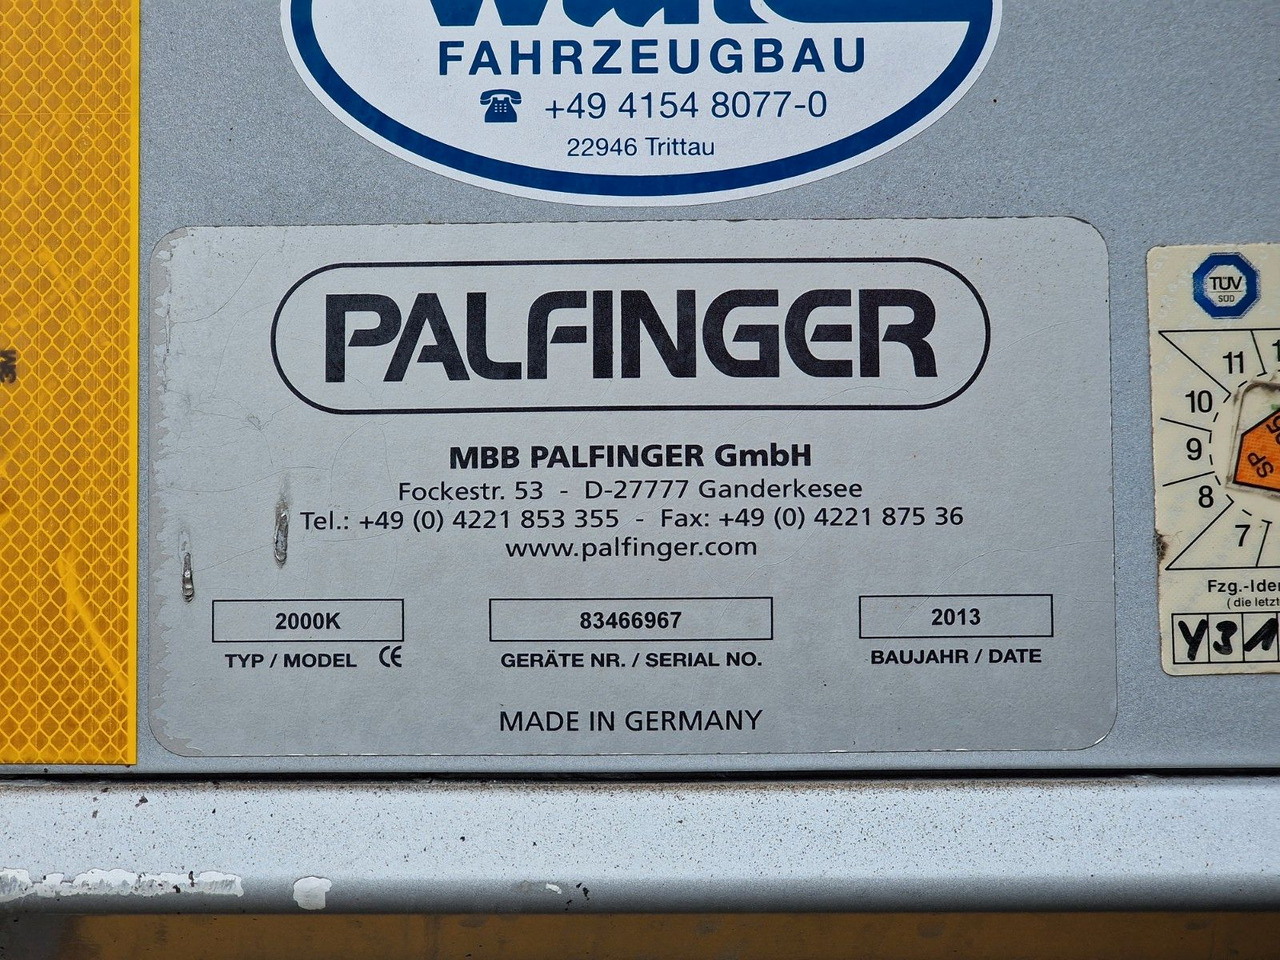 FAHRZEUGBAU
☎ +49 4154 8077-0
22946 Trittau
PALFINGER
MBB PALFINGER GmbH
Fockestr. 53 - D-27777 Ganderkesee
Tel.: +49 (0) 4221 853 355 - Fax: +49 (0) 4221 875 36
www.palfinger.com
2000K
83466967
2013
TYP / MODEL CE
GERÄTE NR. / SERIAL NO.
BAUJAHR / DATE
MADE IN GERMANY
TÜV
SÜD
11
10
9
8
7
SP
Fzg.-Iden
(die letzt
Y31
3M